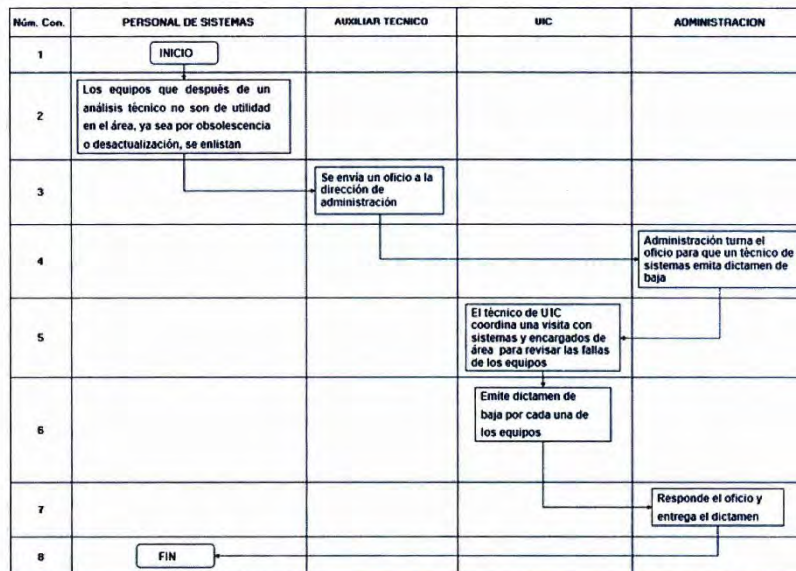 Núm. Con.
PERSONAL DE SISTEMAS
AUXILIAR TECNICO
UIC
ADMINISTRACION
1
INICIO
2
Los equipos que después de un
análisis técnico no son de utilidad
en el área, ya sea por obsolescencia
o desactualización, se enlistan
3
Se envía un oficio a la
dirección de
administración
4
Administración turna el
oficio para que un técnico de
sistemas emita dictamen de
baja
5
El técnico de UIC
coordina una visita con
sistemas y encargados de
área para revisar las fallas
de los equipos
6
Emite dictamen de
baja por cada una de
los equipos
7
Responde el oficio y
entrega el dictamen
8
FIN